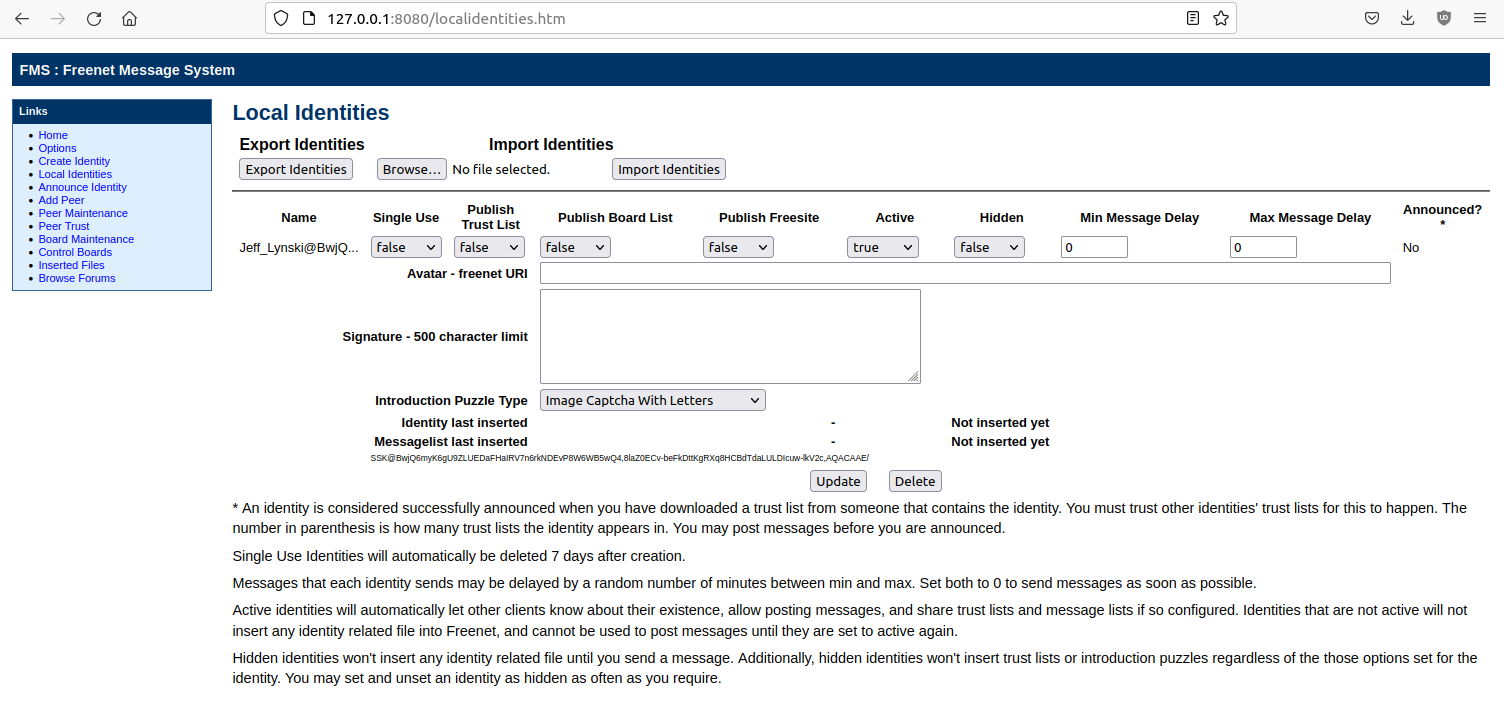 127.0.0.1:8080/localidentities.htm
FMS : Freenet Message System
Links
Home
Options
Create Identity
Local Identities
Announce Identity
Add Peer
Peer Maintenance
Peer Trust
Board Maintenance
Control Boards
Inserted Files
Browse Forums
Local Identities
Export Identities Import Identities
Export Identities Browse... No file selected. Import Identities
Name Single Use Publish Trust List Publish Board List Publish Freesite Active Hidden Min Message Delay Max Message Delay Announced? *
Jeff_Lynski@BwjQ... false false false false true false 0 0 No
Avatar - freenet URI
Signature - 500 character limit
Introduction Puzzle Type Image Captcha With Letters
Identity last inserted - Not inserted yet
Messagelist last inserted - Not inserted yet
SSK@BwjQ6myK6gU9ZLUEDaFHaIRV7n6rkNDEvP8W6WB5wQ4,8laZ0ECv-beFkDttKgRXq8HCBdTdaLULDIcuw-lkV2c,AQACAAE/
Update Delete
* An identity is considered successfully announced when you have downloaded a trust list from someone that contains the identity. You must trust other identities' trust lists for this to happen. The
number in parenthesis is how many trust lists the identity appears in. You may post messages before you are announced.
Single Use Identities will automatically be deleted 7 days after creation.
Messages that each identity sends may be delayed by a random number of minutes between min and max. Set both to 0 to send messages as soon as possible.
Active identities will automatically let other clients know about their existence, allow posting messages, and share trust lists and message lists if so configured. Identities that are not active will not
insert any identity related file into Freenet, and cannot be used to post messages until they are set to active again.
Hidden identities won't insert any identity related file until you send a message. Additionally, hidden identities won't insert trust lists or introduction puzzles regardless of the those options set for the
identity. You may set and unset an identity as hidden as often as you require.